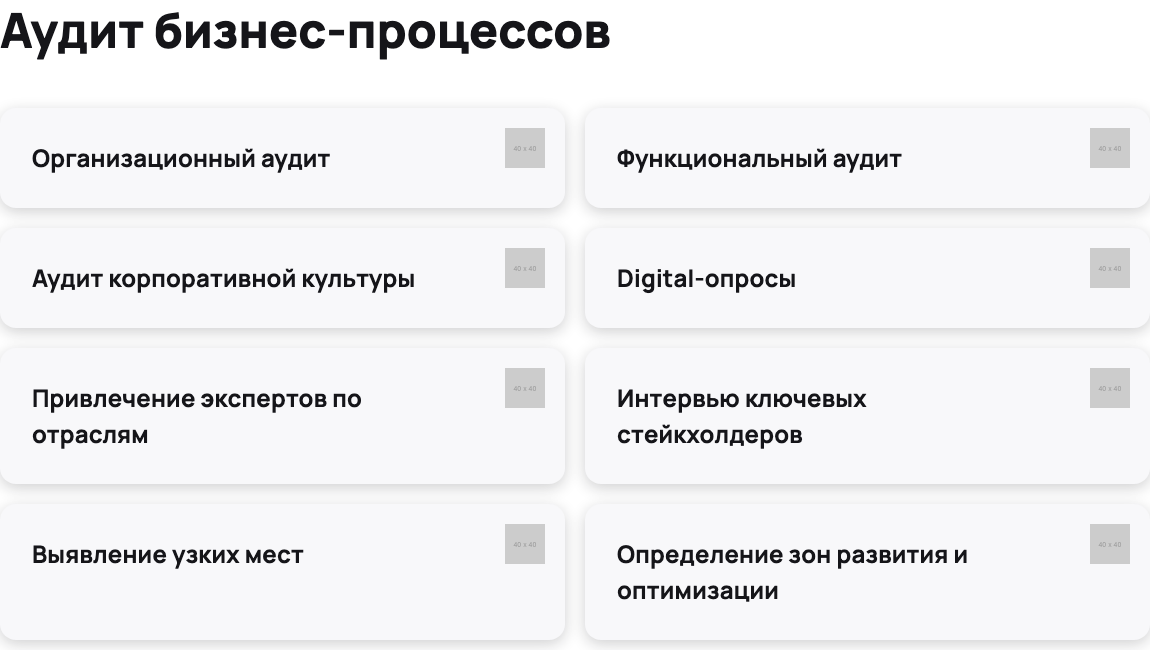 Аудит бизнес-процессов
Организационный аудит
40 x 40
Функциональный аудит
40 x 40
Аудит корпоративной культуры
40 x 40
Digital-опросы
40 x 40
Привлечение экспертов по
отраслям
40 x 40
Интервью ключевых
стейкхолдеров
40 x 40
Выявление узких мест
40 x 40
Определение зон развития и
оптимизации
40 x 40